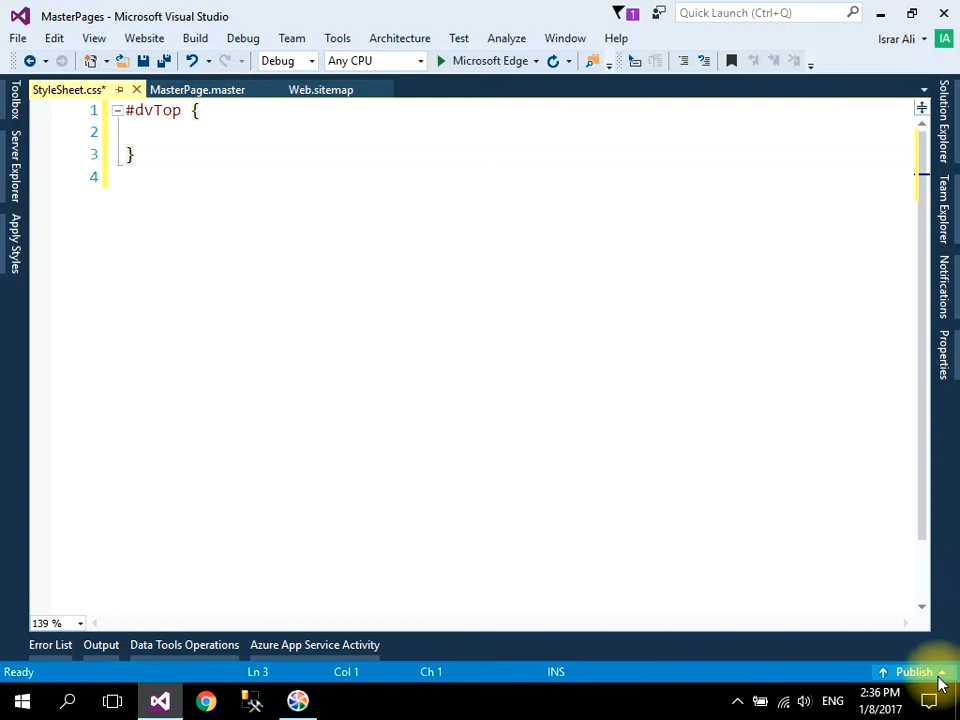 MasterPages - Microsoft Visual Studio
1
Quick Launch (Ctrl+Q)
File Edit View Website Build Debug Team Tools Architecture Test Analyze Window Help
Israr Ali IA
Debug Any CPU Microsoft Edge
StyleSheet.css* MasterPage.master Web.sitemap
Toolbox
Server Explorer
Apply Styles
1 #dvTop {
2
3 }
4
Solution Explorer
Team Explorer
Notifications
Properties
139 %
Error List Output Data Tools Operations Azure App Service Activity
Ready Ln 3 Col 1 Ch 1 INS Publish
ENG
2:36 PM
1/8/2017